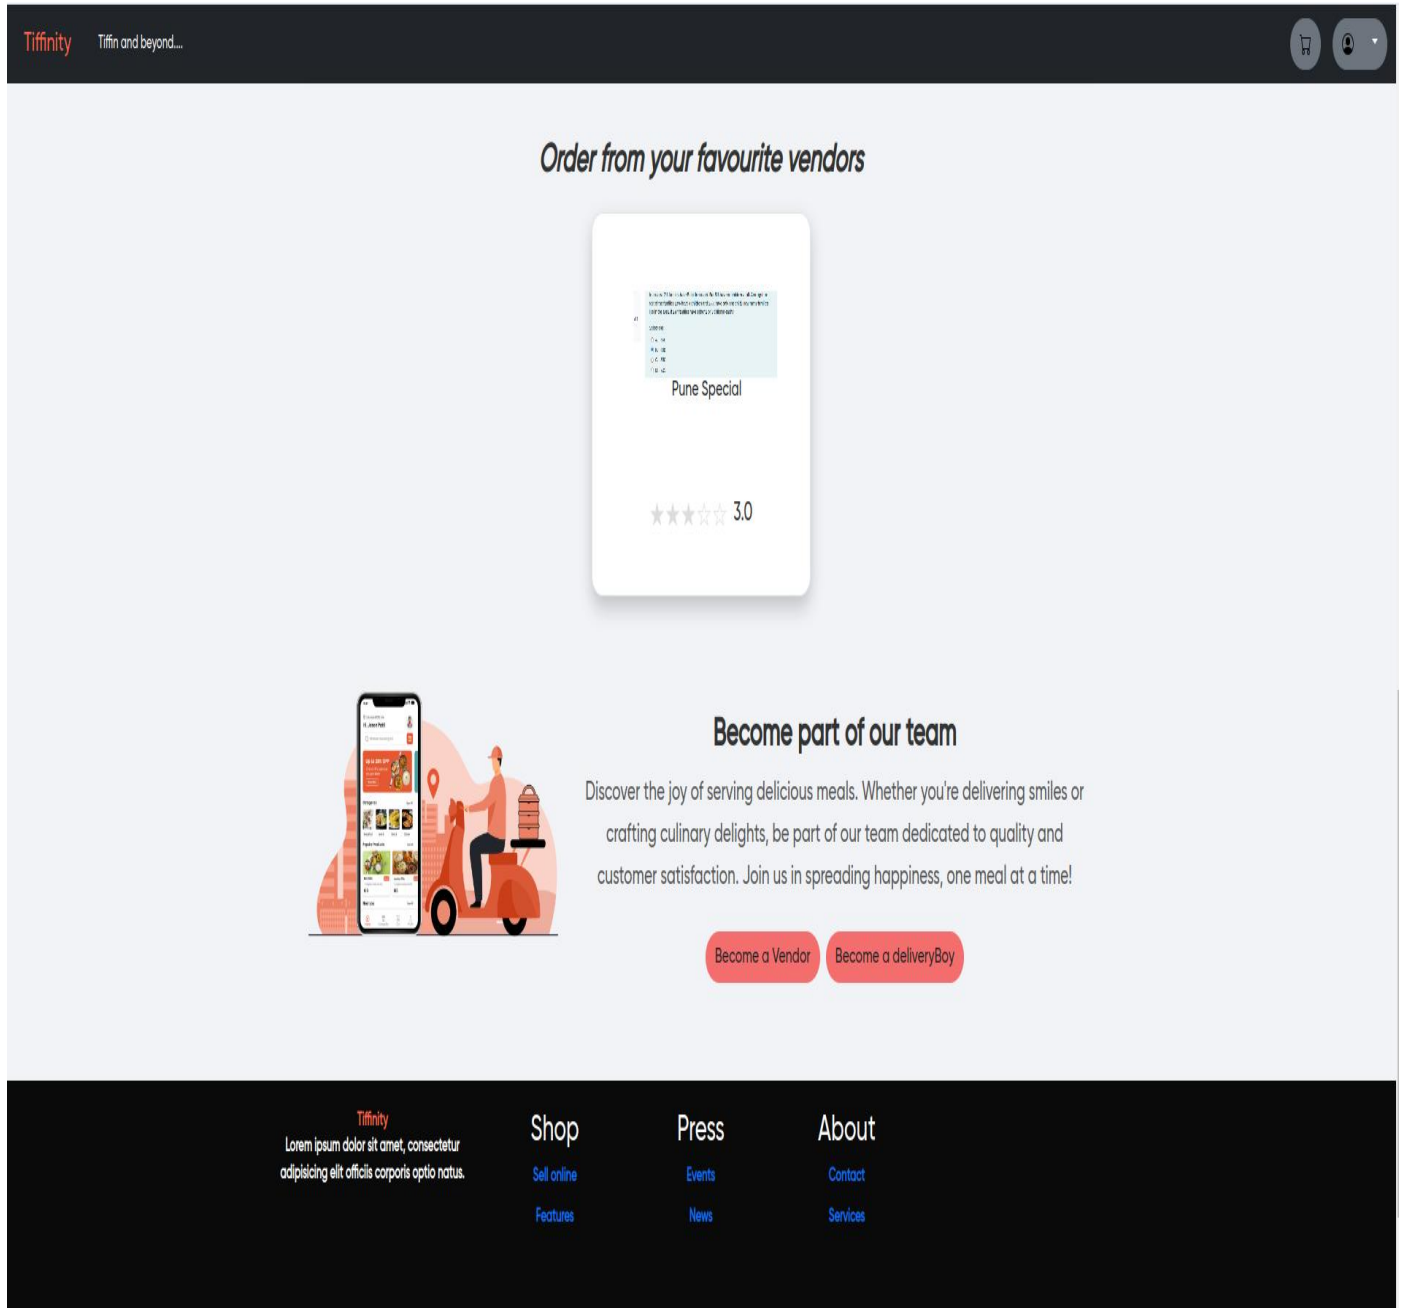 Tiffinity Tiffin and beyond....
Order from your favourite vendors
Pune Special
3.0
Become part of our team
Discover the joy of serving delicious meals. Whether you're delivering smiles or
crafting culinary delights, be part of our team dedicated to quality and
customer satisfaction. Join us in spreading happiness, one meal at a time!
Become a Vendor Become a deliveryBoy
Tiffinity
Lorem ipsum dolor sit amet, consectetur
adipisicing elit officiis corporis optio natus.
Shop
Sell online
Features
Press
Events
News
About
Contact
Services